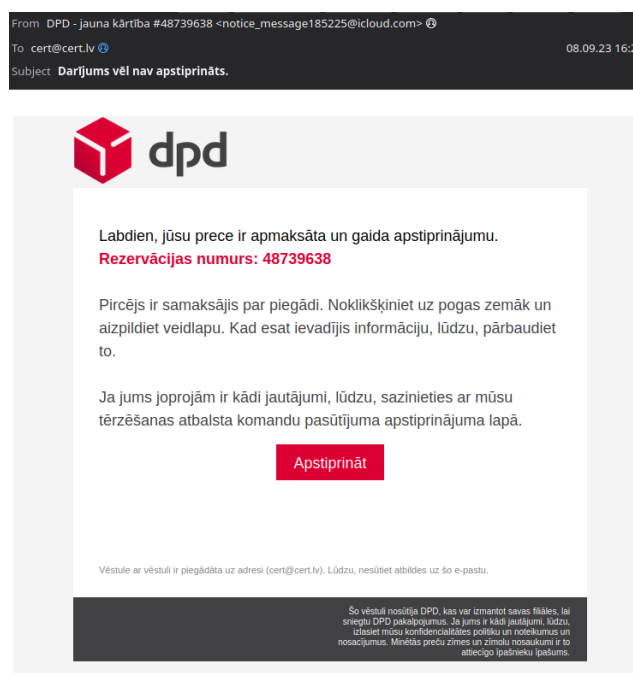 From DPD - jauna kārtība #48739638 <notice_message185225@icloud.com>
To cert@cert.lv 08.09.23 16:2
Subject Darījums vēl nav apstiprināts.
dpd
Labdien, jūsu prece ir apmaksāta un gaida apstiprinājumu.
Rezervācijas numurs: 48739638
Pircējs ir samaksājis par piegādi. Noklikšķiniet uz pogas zemāk un
aizpildiet veidlapu. Kad esat ievadījis informāciju, lūdzu, pārbaudiet
to.
Ja jums joprojām ir kādi jautājumi, lūdzu, sazinieties ar mūsu
tērzēšanas atbalsta komandu pasūtījuma apstiprinājuma lapā.
Apstiprināt
Vēstule ar vēstuli ir piegādāta uz adresi (cert@cert.lv). Lūdzu, nesūtiet atbildes uz šo e-pastu.
Šo vēstuli nosūtīja DPD, kas var izmantot savas filiāles, lai
sniegtu DPD pakalpojumus. Ja jums ir kādi jautājumi, lūdzu,
izlasiet mūsu konfidencialitātes politiku un noteikumus un
nosacījumus. Minētās preču zīmes un zīmolu nosaukumi ir to
attiecīgo īpašnieku īpašums.